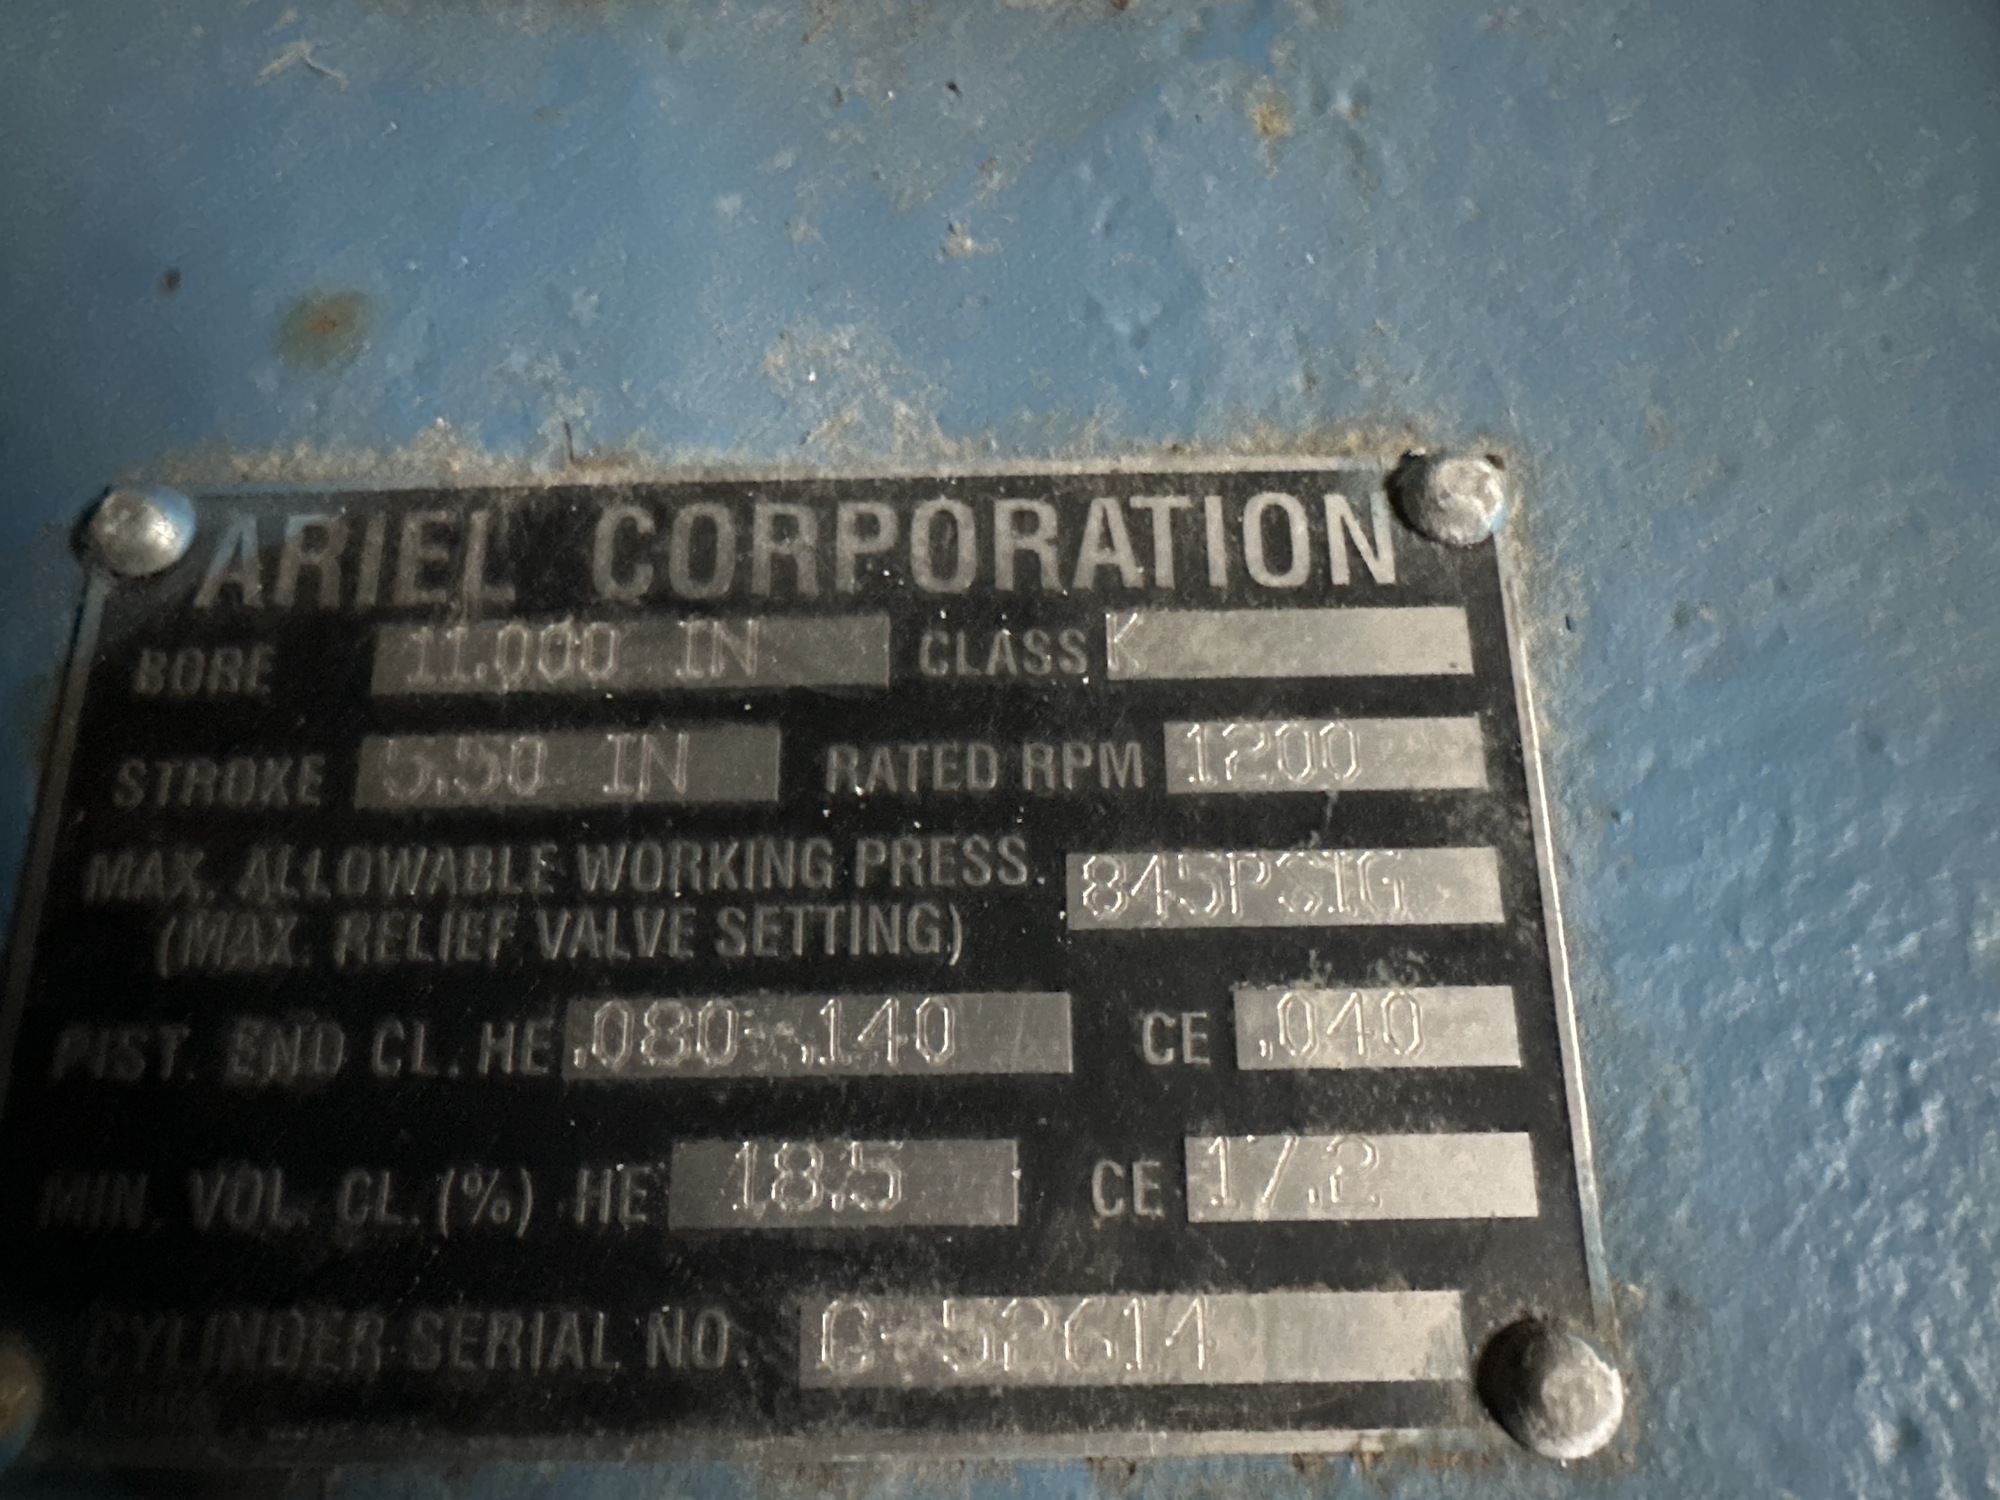 ARIEL CORPORATION
BORE 11.000 IN CLASS K
STROKE 5.50 IN RATED RPM 1200
MAX. ALLOWABLE WORKING PRESS. 845PSIG
(MAX. RELIEF VALVE SETTING)
PIST. END CL. HE .080 - .140 CE .040
MIN. VOL. CL. (%) HE 18.5 CE 17.2
CYLINDER SERIAL NO. C-52614